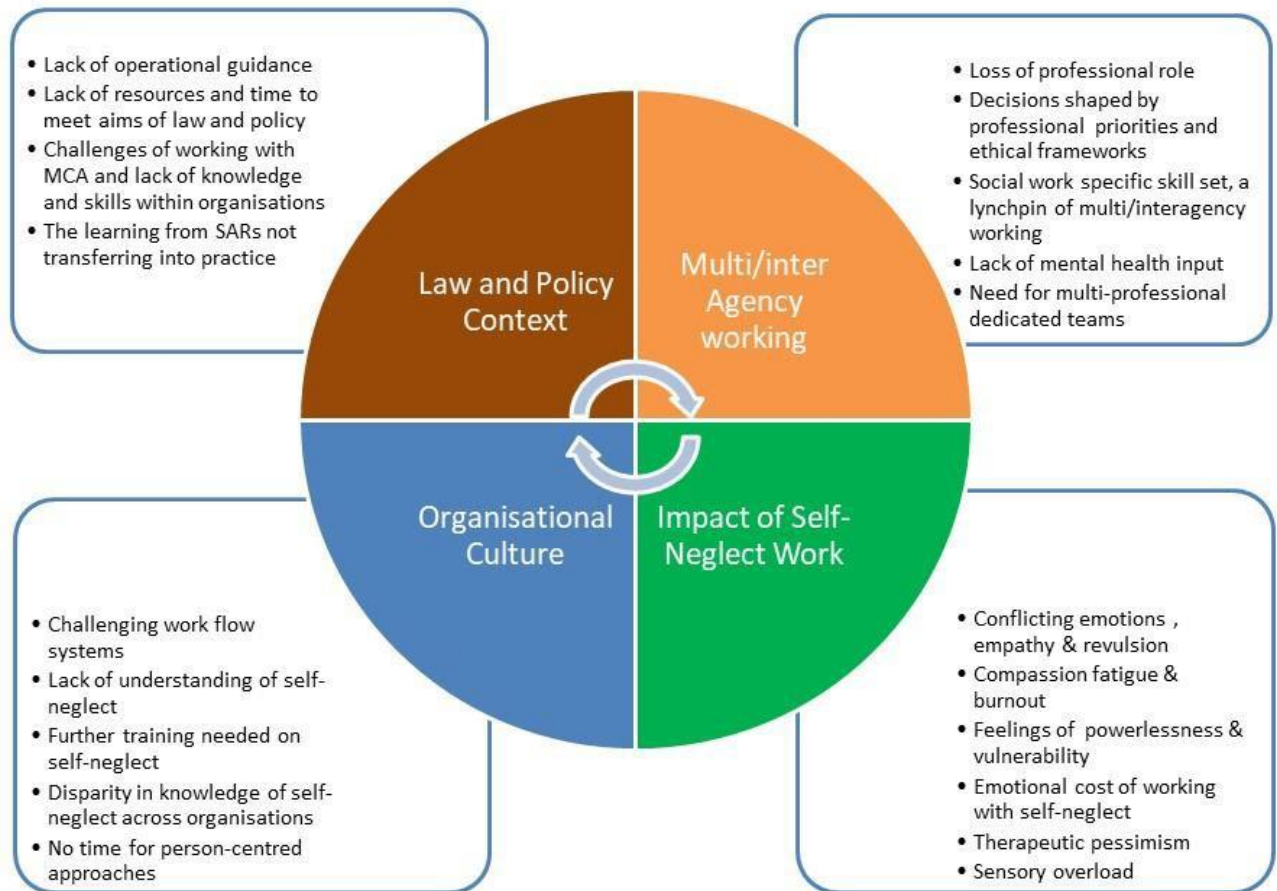 • Lack of operational guidance
• Lack of resources and time to
meet aims of law and policy
• Challenges of working with
MCA and lack of knowledge
and skills within organisations
• The learning from SARs not
transferring into practice
• Loss of professional role
• Decisions shaped by
professional priorities and
ethical frameworks
• Social work specific skill set, a
lynchpin of multi/interagency
working
• Lack of mental health input
• Need for multi-professional
dedicated teams
Law and Policy
Context
Multi/inter
Agency
working
Organisational
Culture
Impact of Self-
Neglect Work
• Challenging work flow
systems
• Lack of understanding of self-
neglect
• Further training needed on
self-neglect
• Disparity in knowledge of self-
neglect across organisations
• No time for person-centred
approaches
• Conflicting emotions ,
empathy & revulsion
• Compassion fatigue &
burnout
• Feelings of powerlessness &
vulnerability
• Emotional cost of working
with self-neglect
• Therapeutic pessimism
• Sensory overload